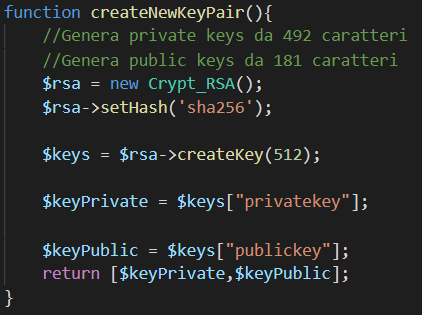 function createNewKeyPair(){
//Genera private keys da 492 caratteri
//Genera public keys da 181 caratteri
$rsa = new Crypt_RSA();
$rsa->setHash('sha256');
$keys = $rsa->createKey(512);
$keyPrivate = $keys["privatekey"];
$keyPublic = $keys["publickey"];
return [$keyPrivate,$keyPublic];
}